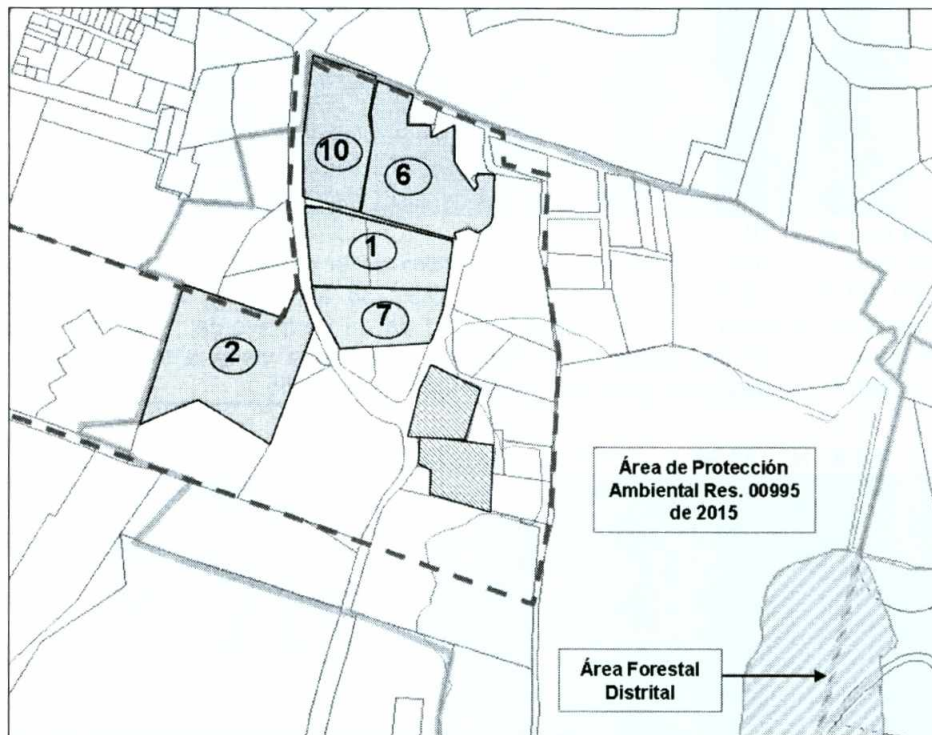 10
6
1
7
2
Área de Protección
Ambiental Res. 00995
de 2015
Área Forestal
Distrital